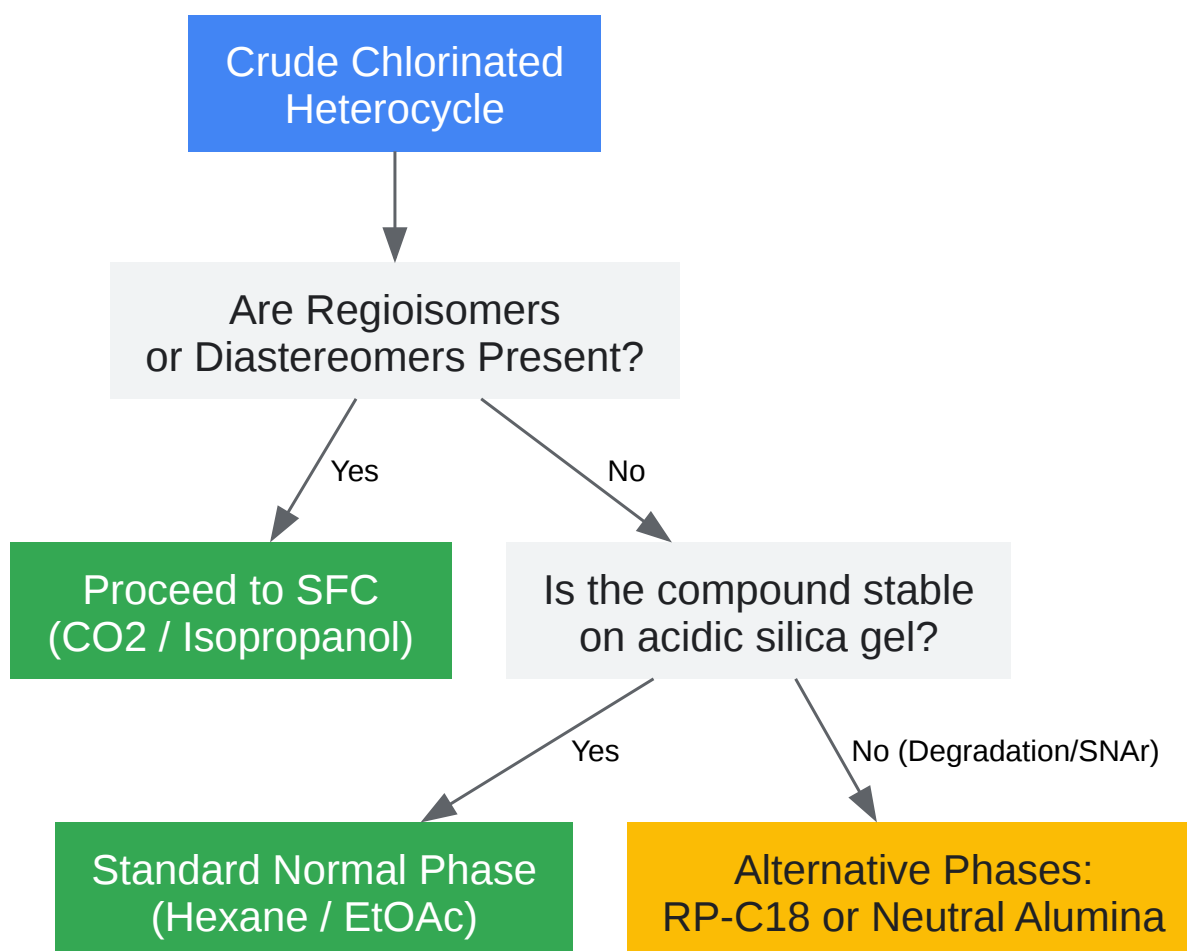 Crude Chlorinated
Heterocycle
Are Regioisomers
or Diastereomers Present?
Yes
No
Proceed to SFC
(CO2 / Isopropanol)
Is the compound stable
on acidic silica gel?
Yes
No (Degradation/SNAr)
Standard Normal Phase
(Hexane / EtOAc)
Alternative Phases:
RP-C18 or Neutral Alumina